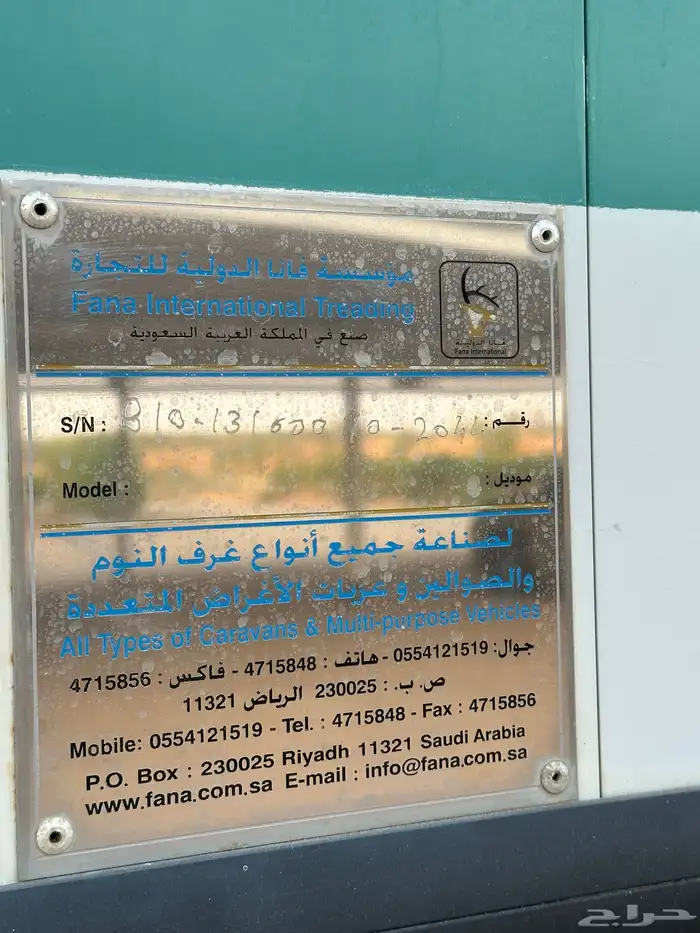 مؤسسة فانا الدولية للتجارة
Fana International Treading
صنع في المملكة العربية السعودية
فانا الدولية
Fana International
S/N : رقم :
Model : موديل :
لصناعة جميع أنواع غرف النوم
والصوالين و عربات الأغراض المتعددة
All Types of Caravans & Multi-purpose Vehicles
جوال: 0554121519 - هاتف : 4715848 - فاكس : 4715856
ص. ب. : 230025 الرياض 11321
Mobile: 0554121519 - Tel. : 4715848 - Fax : 4715856
P.O. Box : 230025 Riyadh 11321 Saudi Arabia
www.fana.com.sa E-mail : info@fana.com.sa
حراج